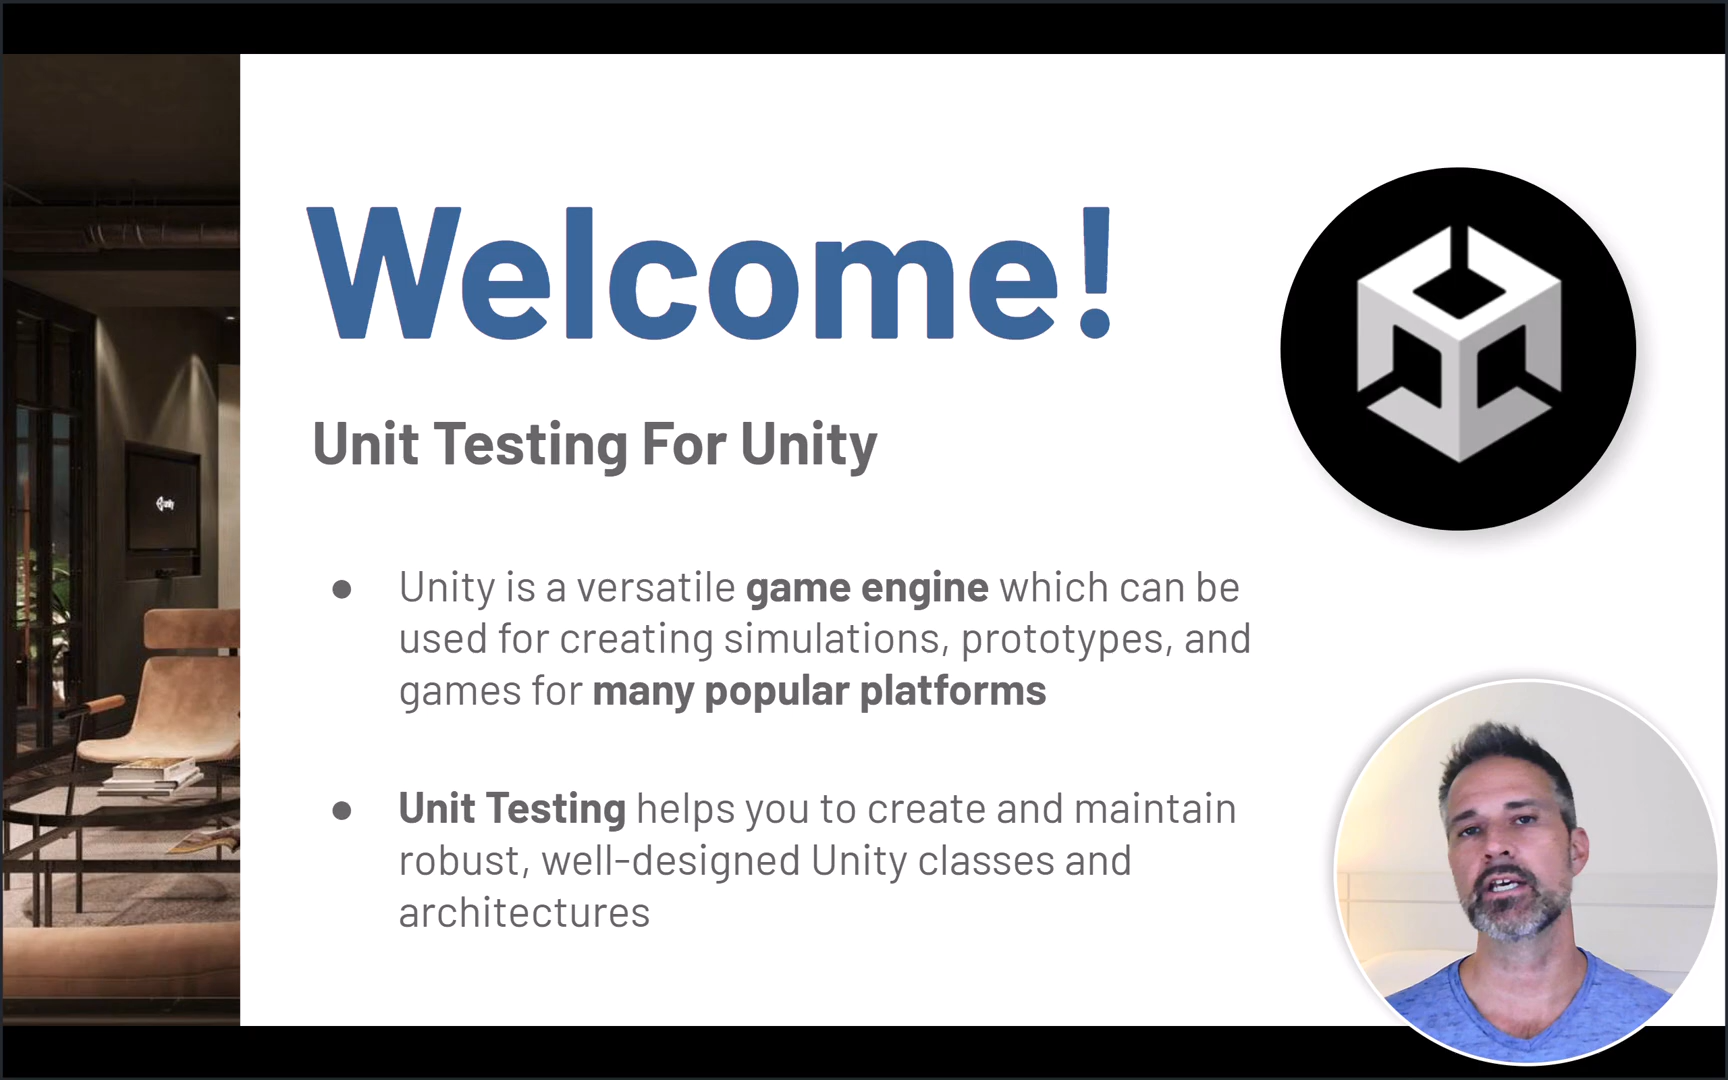 Welcome!
Unit Testing For Unity
● Unity is a versatile game engine which can be
used for creating simulations, prototypes, and
games for many popular platforms
● Unit Testing helps you to create and maintain
robust, well-designed Unity classes and
architectures
unity